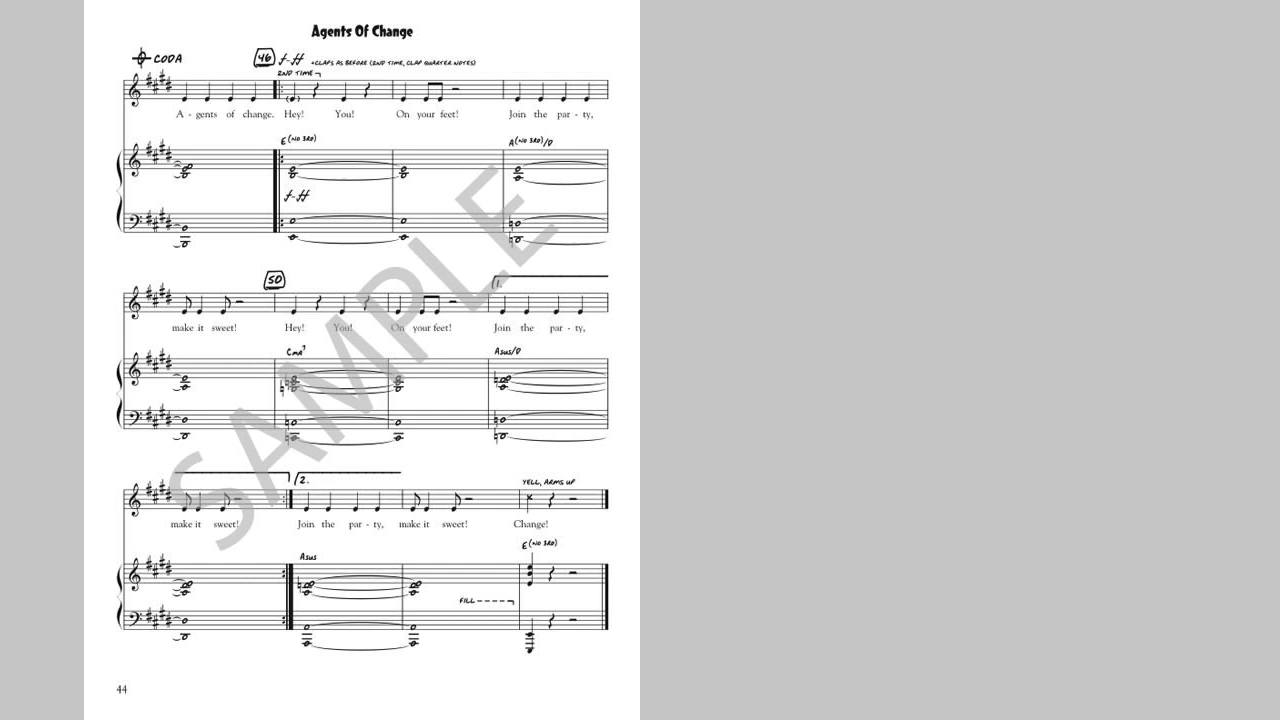 Agents Of Change
CODA
46 f-ff +CLAPS AS BEFORE (2ND TIME, CLAP QUARTER NOTES)
2ND TIME
A - gents of change. Hey! You! On your feet! Join the par - ty,
E(NO 3RD) A(NO 3RD)/D
f-ff
50 1.
make it sweet! Hey! You! On your feet! Join the par - ty,
CMA7 ASUS/D
2.
YELL, ARMS UP
make it sweet! Join the par - ty, make it sweet! Change!
ASUS E(NO 3RD)
FILL
44
SAMPLE